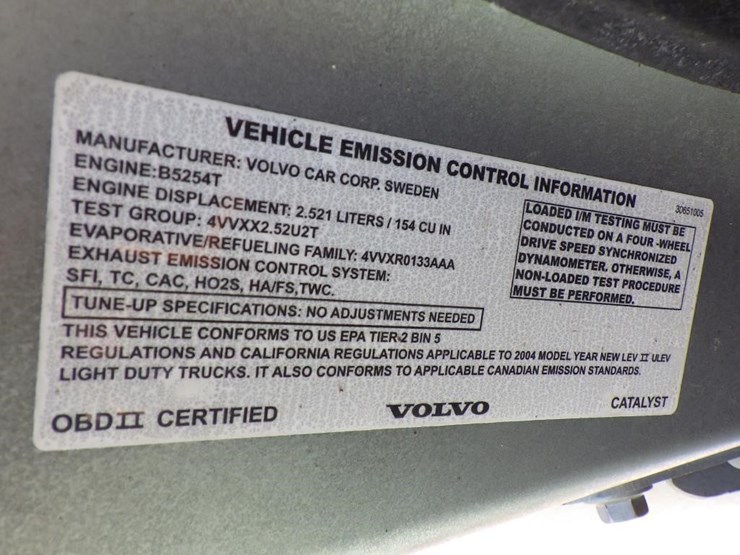 VEHICLE EMISSION CONTROL INFORMATION
30651005
MANUFACTURER: VOLVO CAR CORP. SWEDEN
ENGINE:B5254T
ENGINE DISPLACEMENT: 2.521 LITERS / 154 CU IN
TEST GROUP: 4VVXX2.52U2T
EVAPORATIVE/REFUELING FAMILY: 4VVXR0133AAA
EXHAUST EMISSION CONTROL SYSTEM:
SFI, TC, CAC, HO2S, HA/FS,TWC.
LOADED I/M TESTING MUST BE
CONDUCTED ON A FOUR -WHEEL
DRIVE SPEED SYNCHRONIZED
DYNAMOMETER, OTHERWISE, A
NON-LOADED TEST PROCEDURE
MUST BE PERFORMED.
TUNE-UP SPECIFICATIONS: NO ADJUSTMENTS NEEDED
THIS VEHICLE CONFORMS TO US EPA TIER-2 BIN 5
REGULATIONS AND CALIFORNIA REGULATIONS APPLICABLE TO 2004 MODEL YEAR NEW LEV II ULEV
LIGHT DUTY TRUCKS. IT ALSO CONFORMS TO APPLICABLE CANADIAN EMISSION STANDARDS.
OBDII CERTIFIED
VOLVO
CATALYST